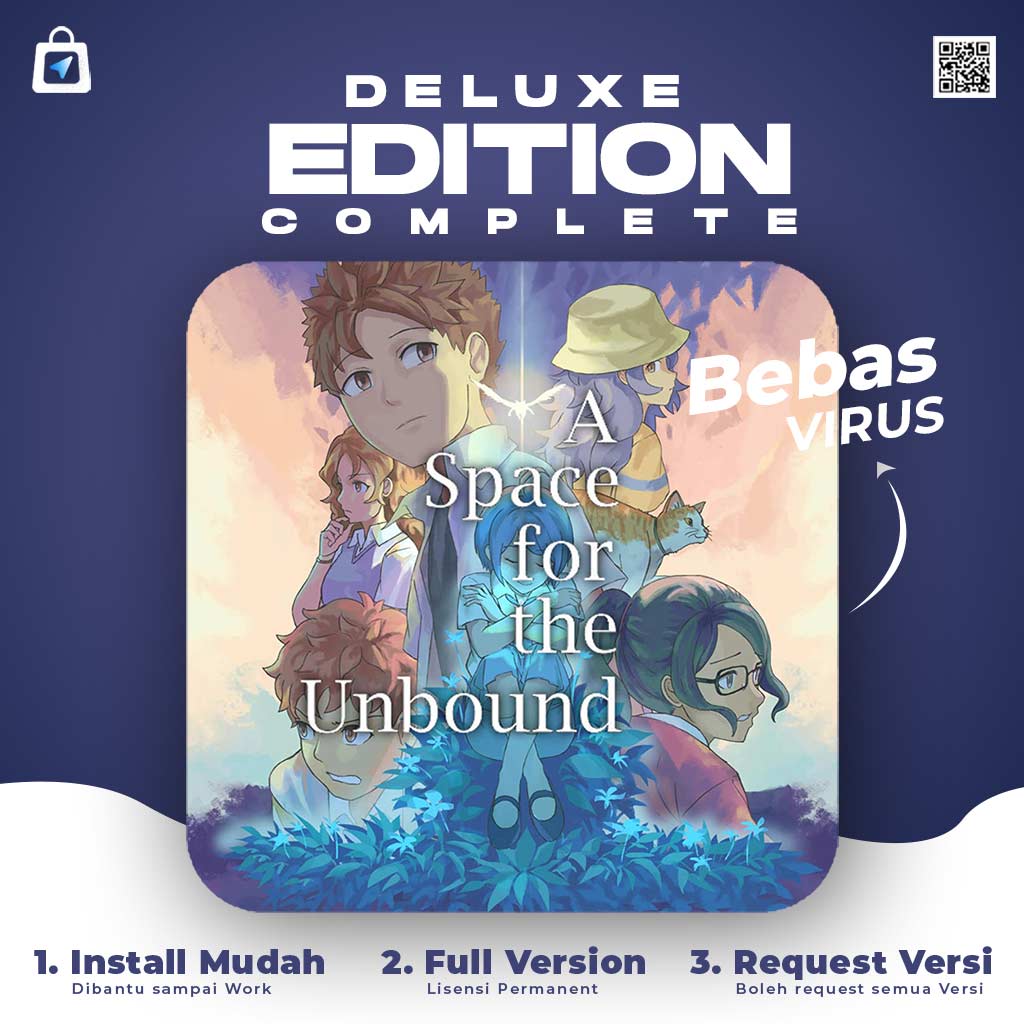 DELUXE
EDITION
COMPLETE
Bebas
VIRUS
A
Space
for
the
Unbound
1. Install Mudah
Dibantu sampai Work
2. Full Version
Lisensi Permanent
3. Request Versi
Boleh request semua Versi